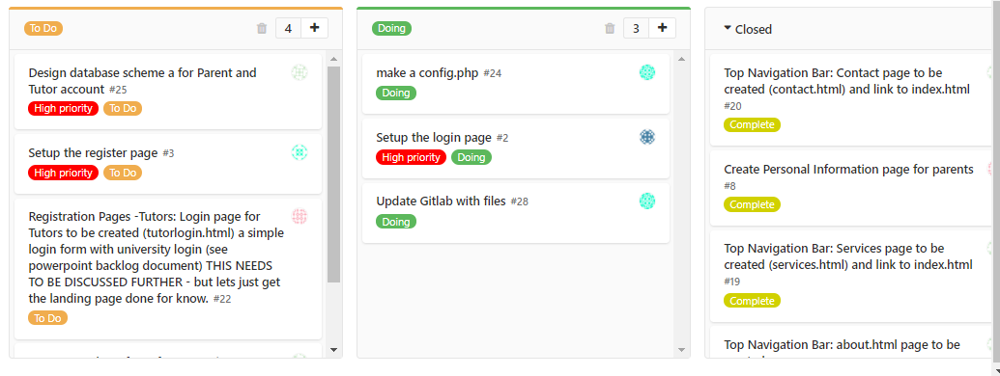 To Do
4 +
Design database scheme a for Parent and
Tutor account #25
High priority To Do
Setup the register page #3
High priority To Do
Registration Pages -Tutors: Login page for
Tutors to be created (tutorlogin.html) a simple
login form with university login (see
powerpoint backlog document) THIS NEEDS
TO BE DISCUSSED FURTHER - but lets just get
the landing page done for know. #22
To Do
Doing
3 +
make a config.php #24
Doing
Setup the login page #2
High priority Doing
Update Gitlab with files #28
Doing
Closed
Top Navigation Bar: Contact page to be
created (contact.html) and link to index.html
#20
Complete
Create Personal Information page for parents
#8
Complete
Top Navigation Bar: Services page to be
created (services.html) and link to index.html
#19
Complete
Top Navigation Bar: about.html page to be